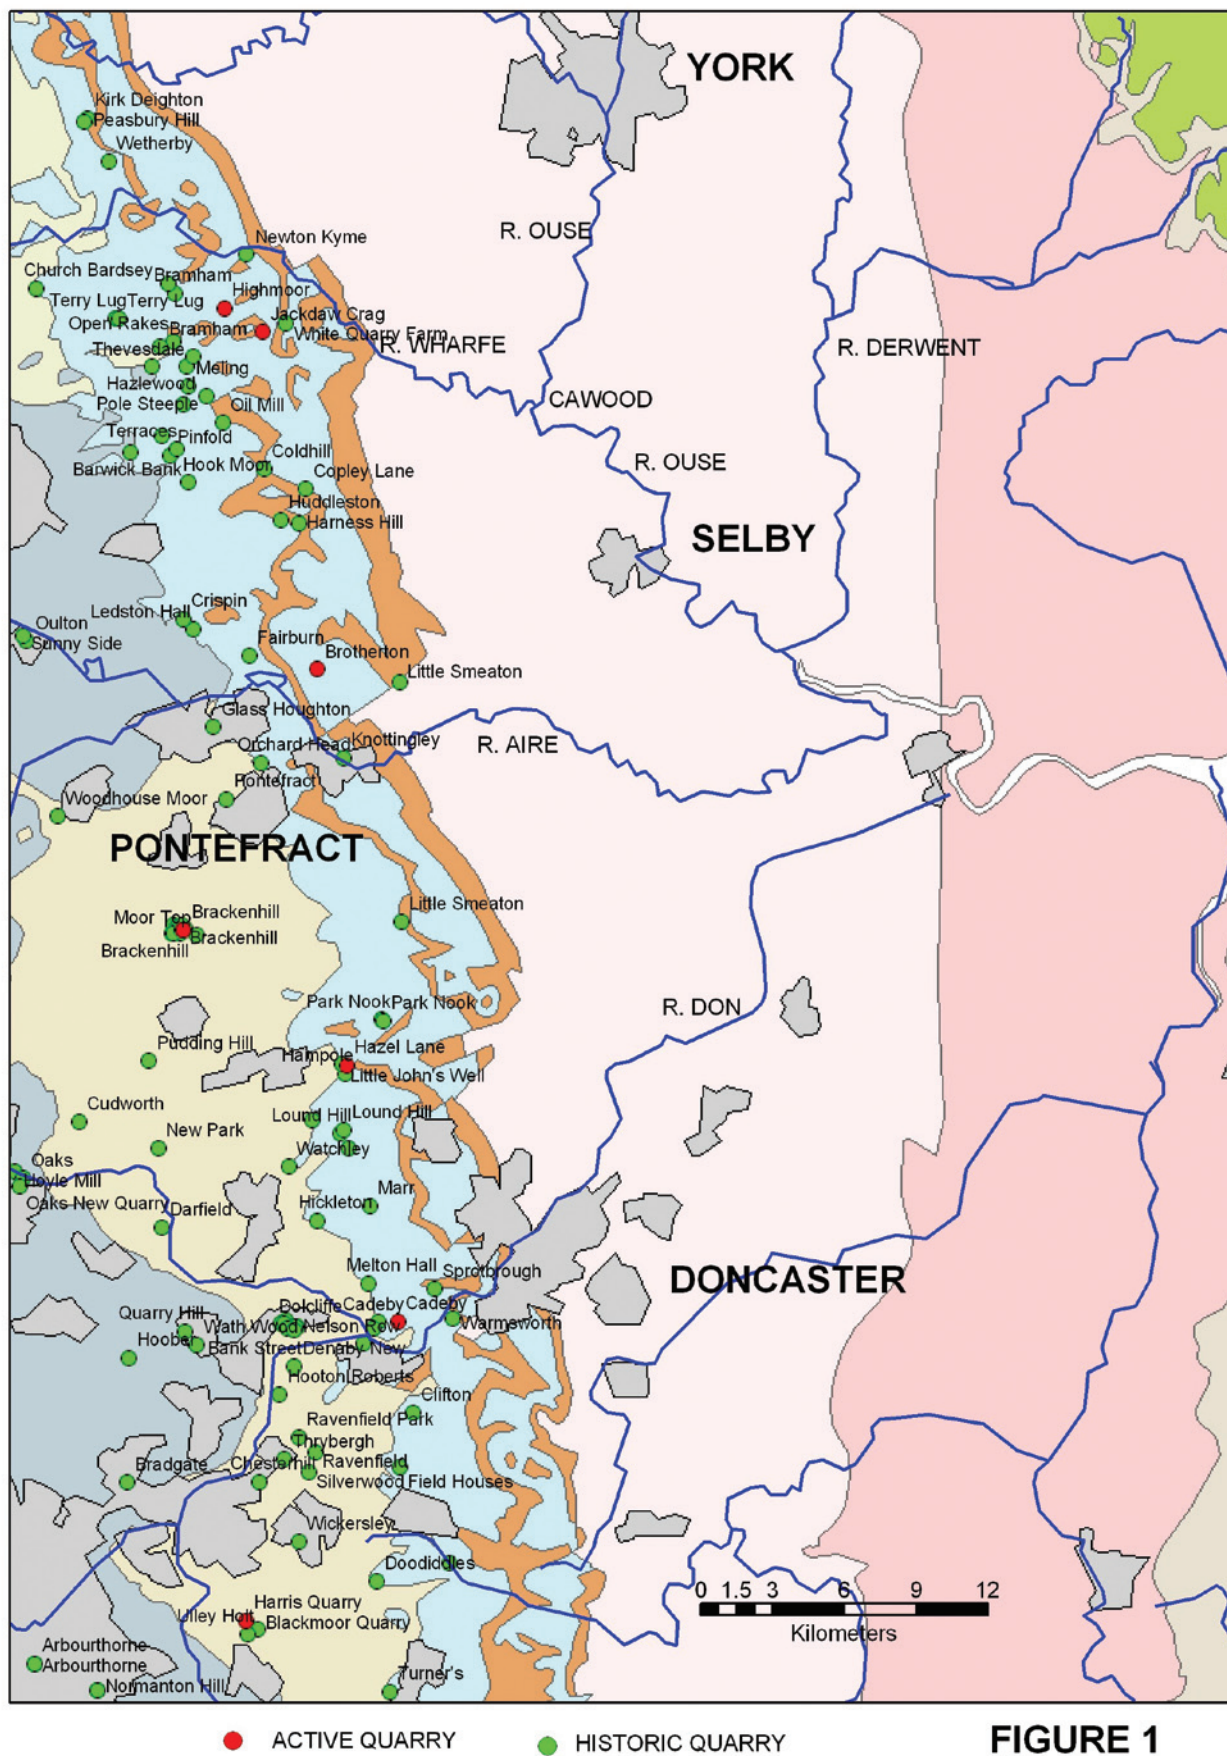 YORK
Kirk Deighton
Peasbury Hill
Wetherby
R. OUSE
Newton Kyme
Church Bardsey
Bramham
Highmoor
Terry Lug
Terry Lug
Jackdaw Crag
Open Rakes
Bramham
White Quarry Farm
R. WHARFE
R. DERWENT
Thevesdale
Meling
Hazlewood
Pole Steeple
Oil Mill
CAWOOD
Terraces
Pinfold
Barwick Bank
Hook Moor
Coldhill
Copley Lane
R. OUSE
Huddleston
Harness Hill
SELBY
Ledston Hall
Crispin
Oulton
Sunny Side
Fairburn
Brotherton
Little Smeaton
Glass Houghton
Orchard Head
Knottingley
R. AIRE
Pontefract
Woodhouse Moor
PONTEFRACT
Little Smeaton
Moor Top
Brackenhill
Brackenhill
Brackenhill
Park Nook
Park Nook
R. DON
Pudding Hill
Hampole
Hazel Lane
Little John's Well
Cudworth
Lound Hill
Lound Hill
New Park
Watchley
Oaks
Hoyle Mill
Oaks New Quarry
Darfield
Hickleton
Marr
DONCASTER
Melton Hall
Sprotbrough
Quarry Hill
Dolcliffe
Cadeby
Cadeby
Warmsworth
Hoober
Wath Wood
Nelson Row
Bank Street
Denaby New
Hooton Roberts
Clifton
Ravenfield Park
Thrybergh
Bradgate
Chesterhill
Ravenfield
Silverwood
Field Houses
Wickersley
Doodiddles
0 1.5 3 6 9 12
Kilometers
Harris Quarry
Lilley Holt
Blackmoor Quarry
Arbourthorne
Arbourthorne
Normanton Hill
Turner's
ACTIVE QUARRY
HISTORIC QUARRY
FIGURE 1